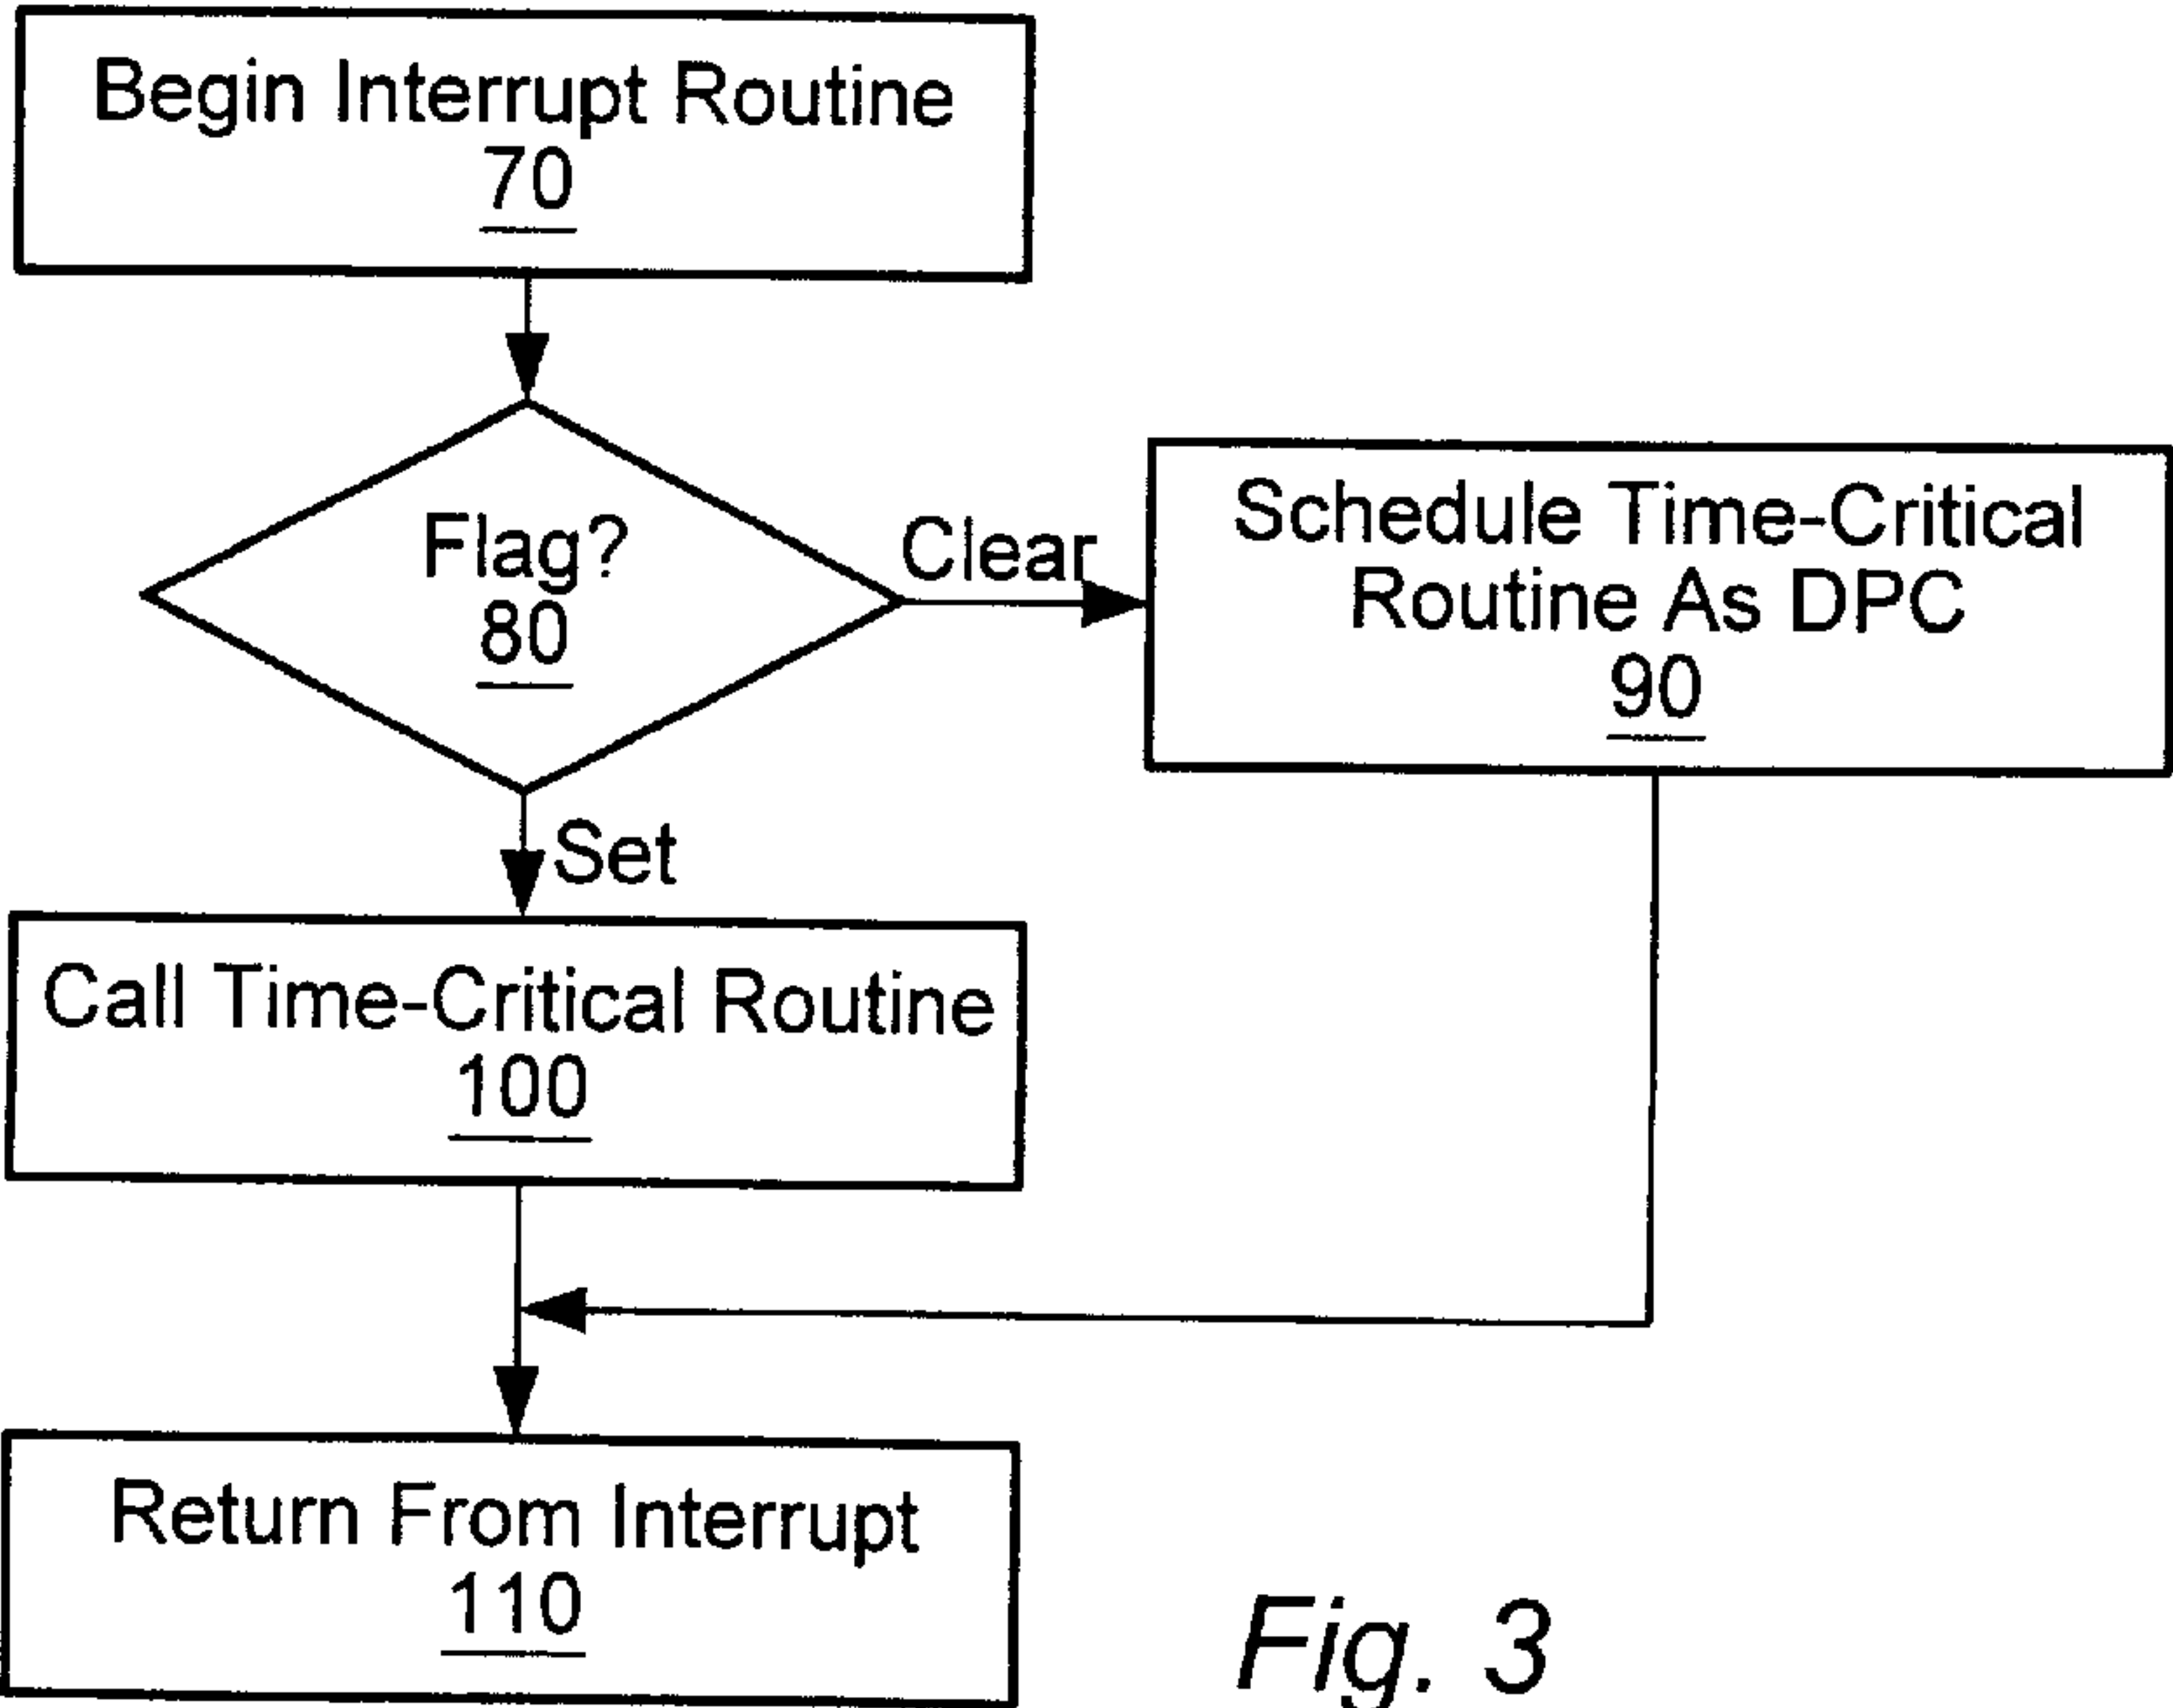 Begin Interrupt Routine
70
Flag?
80
Clear
Schedule Time-Critical
Routine As DPC
90
Set
Call Time-Critical Routine
100
Return From Interrupt
110
Fig. 3